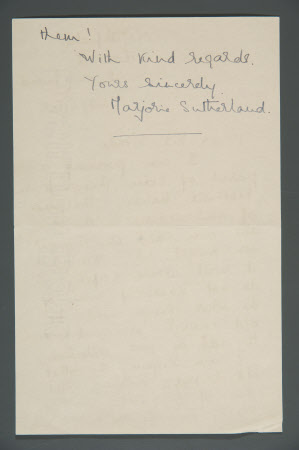 them!
With kind regards.
Yours sincerely
Marjorie Sutherland.